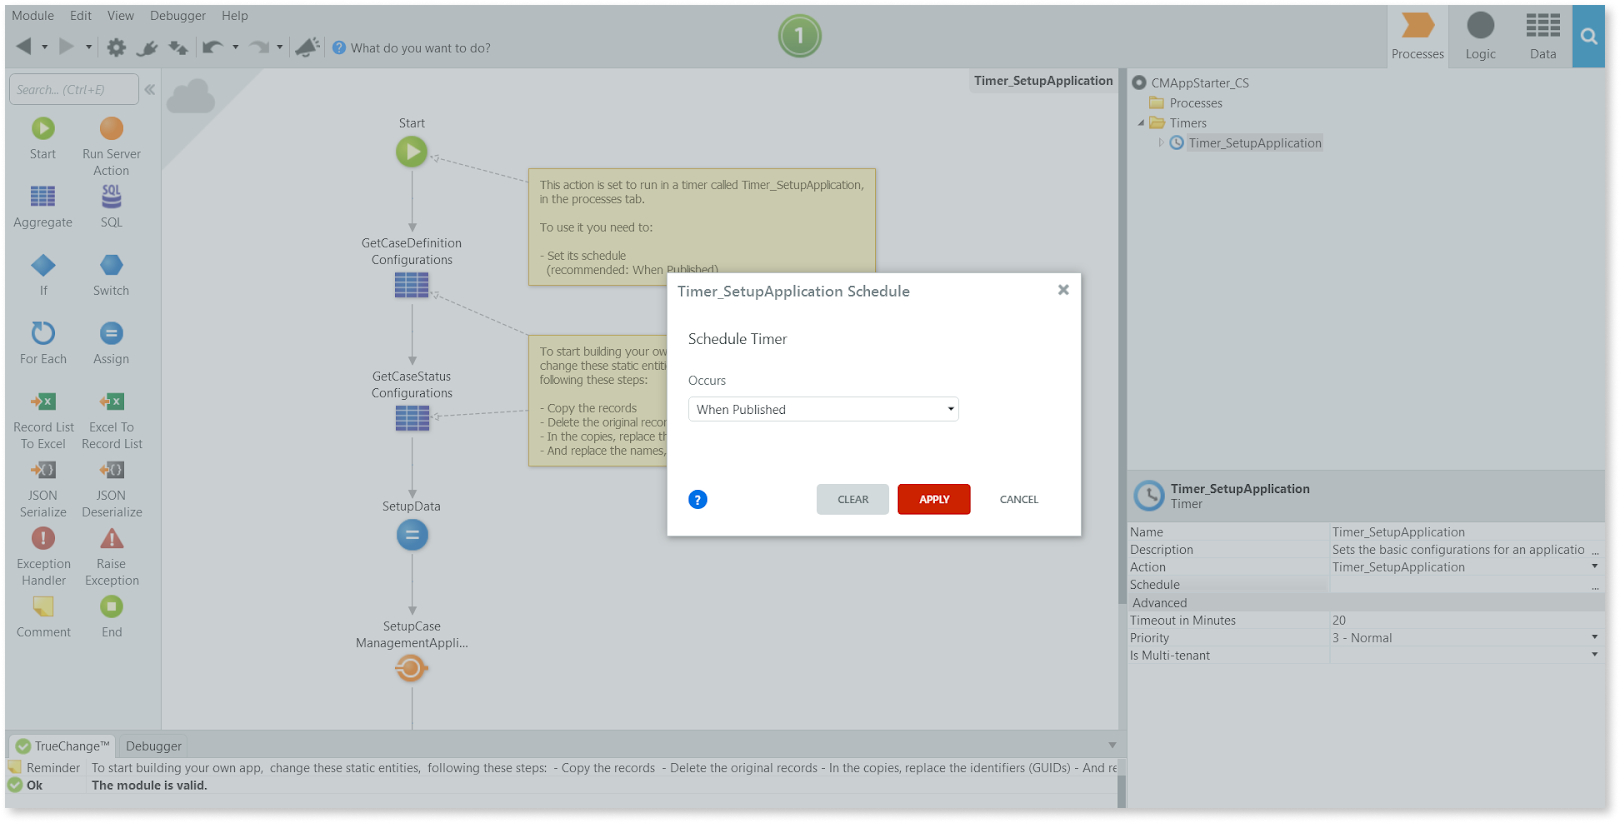 Module Edit View Debugger Help
What do you want to do?
1
Processes
Logic
Data
Search... (Ctrl+E)
Start
Run Server
Action
Aggregate
SQL
SQL
If
Switch
For Each
Assign
Record List
To Excel
Excel To
Record List
JSON
Serialize
JSON
Deserialize
Exception
Handler
Raise
Exception
Comment
End
Timer_SetupApplication
Start
This action is set to run in a timer called Timer_SetupApplication,
in the processes tab.
To use it you need to:
- Set its schedule
(recommended: When Published)
GetCaseDefinition
Configurations
To start building your ow
change these static entiti
following these steps:
- Copy the records
- Delete the original recor
- In the copies, replace th
- And replace the names,
GetCaseStatus
Configurations
SetupData
SetupCase
ManagementAppli...
Timer_SetupApplication Schedule
Schedule Timer
Occurs
When Published
?
CLEAR
APPLY
CANCEL
CMAppStarter_CS
Processes
Timers
Timer_SetupApplication
Timer_SetupApplication
Timer
Name Timer_SetupApplication
Description Sets the basic configurations for an applicatio ...
Action Timer_SetupApplication
Schedule ...
Advanced
Timeout in Minutes 20
Priority 3 - Normal
Is Multi-tenant
TrueChange™ Debugger
Reminder To start building your own app, change these static entities, following these steps: - Copy the records - Delete the original records - In the copies, replace the identifiers (GUIDs) - And re
Ok The module is valid.